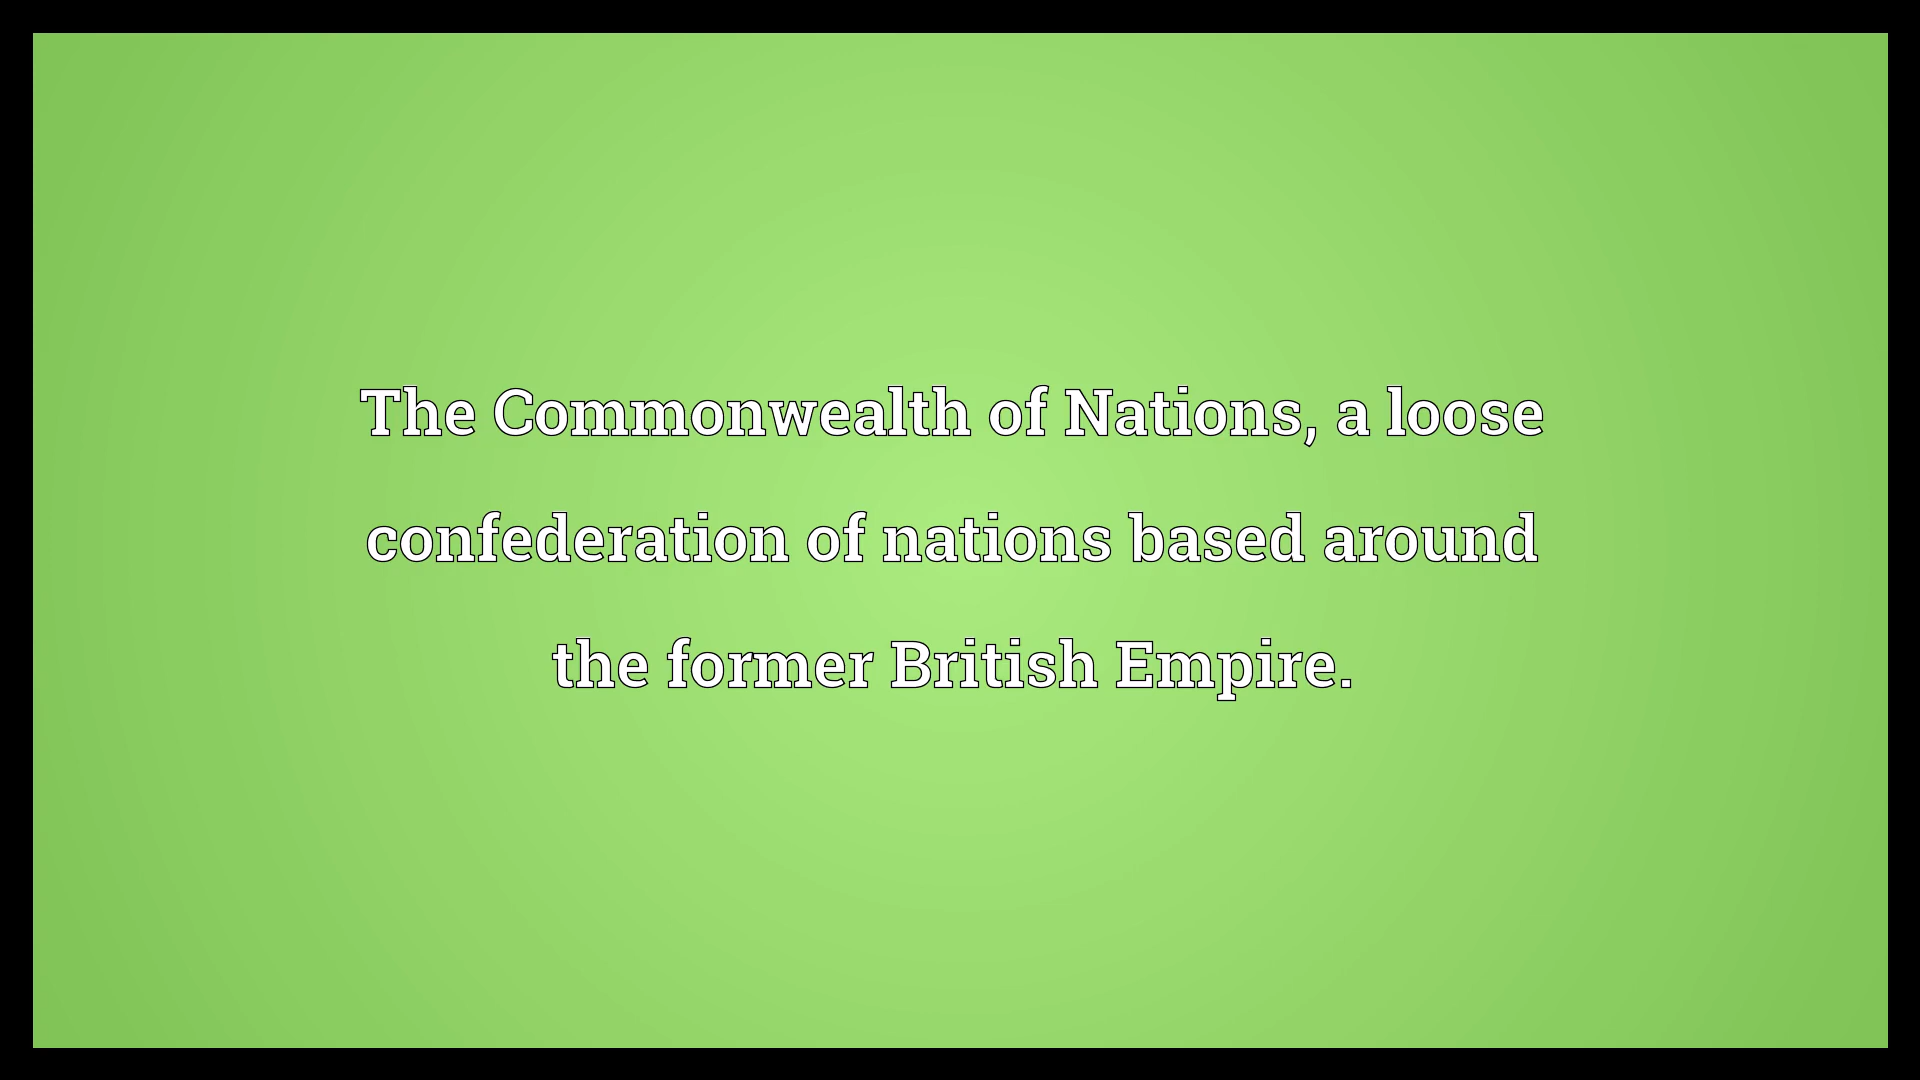 The Commonwealth of Nations, a loose
confederation of nations based around
the former British Empire.